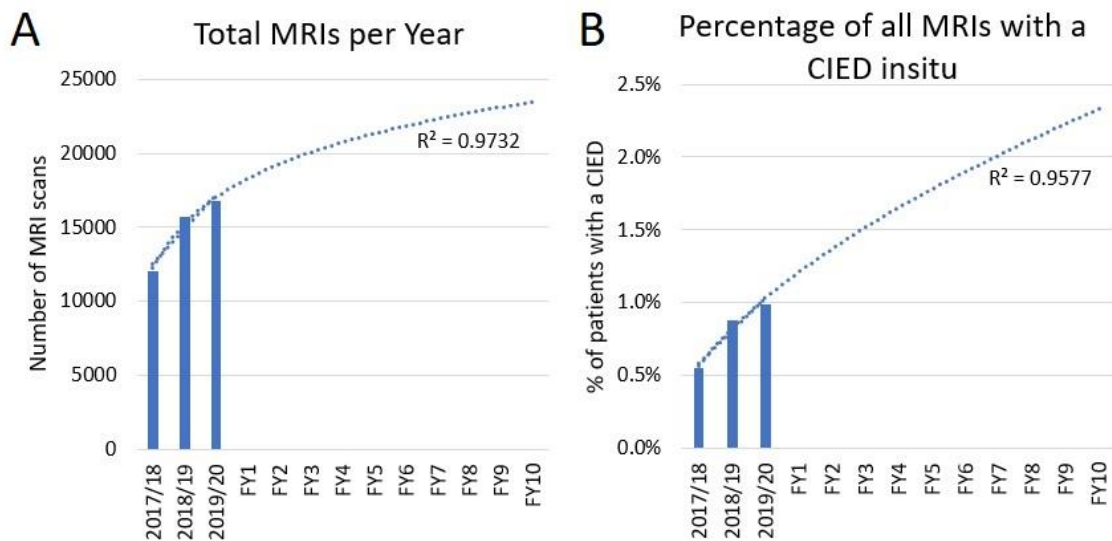 A
Total MRIs per Year
Number of MRI scans
25000
20000
15000
10000
5000
0
R² = 0.9732
2017/18
2018/19
2019/20
FY1
FY2
FY3
FY4
FY5
FY6
FY7
FY8
FY9
FY10
B
Percentage of all MRIs with a
CIED insitu
% of patients with a CIED
2.5%
2.0%
1.5%
1.0%
0.5%
0.0%
R² = 0.9577
2017/18
2018/19
2019/20
FY1
FY2
FY3
FY4
FY5
FY6
FY7
FY8
FY9
FY10